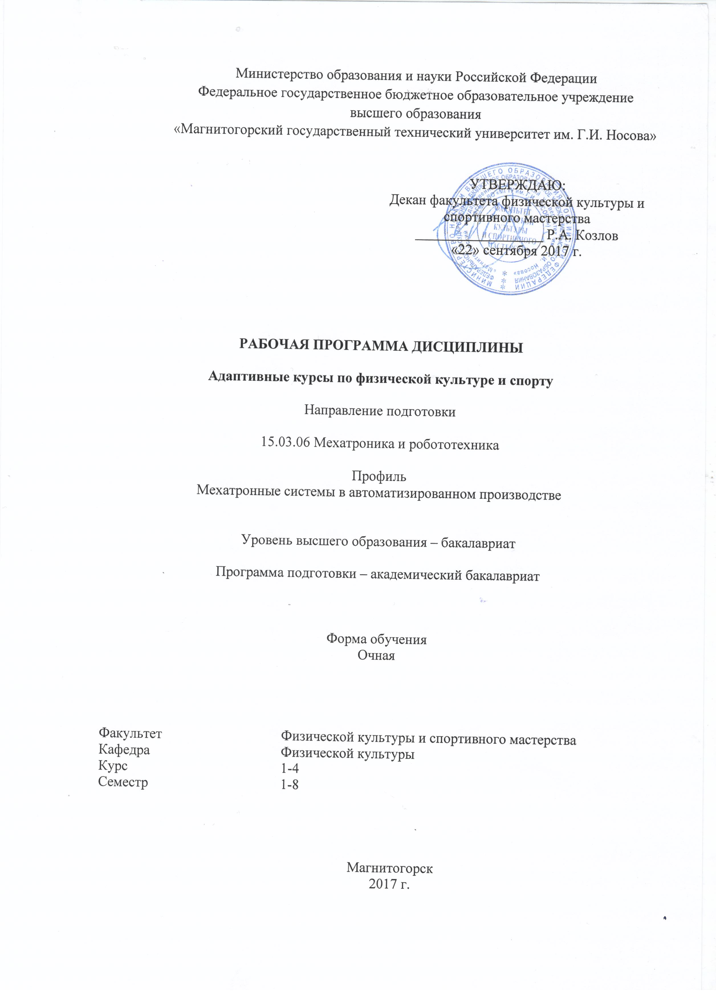 Министерство образования и науки Российской Федерации
Федеральное государственное бюджетное образовательное учреждение
высшего образования
«Магнитогорский государственный технический университет им. Г.И. Носова»
УТВЕРЖДАЮ:
Декан факультета физической культуры и
спортивного мастерства
Р.А. Козлов
«22» сентября 2017 г.
РАБОЧАЯ ПРОГРАММА ДИСЦИПЛИНЫ
Адаптивные курсы по физической культуре и спорту
Направление подготовки
15.03.06 Мехатроника и робототехника
Профиль
Мехатронные системы в автоматизированном производстве
Уровень высшего образования – бакалавриат
Программа подготовки – академический бакалавриат
Форма обучения
Очная
Факультет Физической культуры и спортивного мастерства
Кафедра Физической культуры
Курс 1-4
Семестр 1-8
Магнитогорск
2017 г.